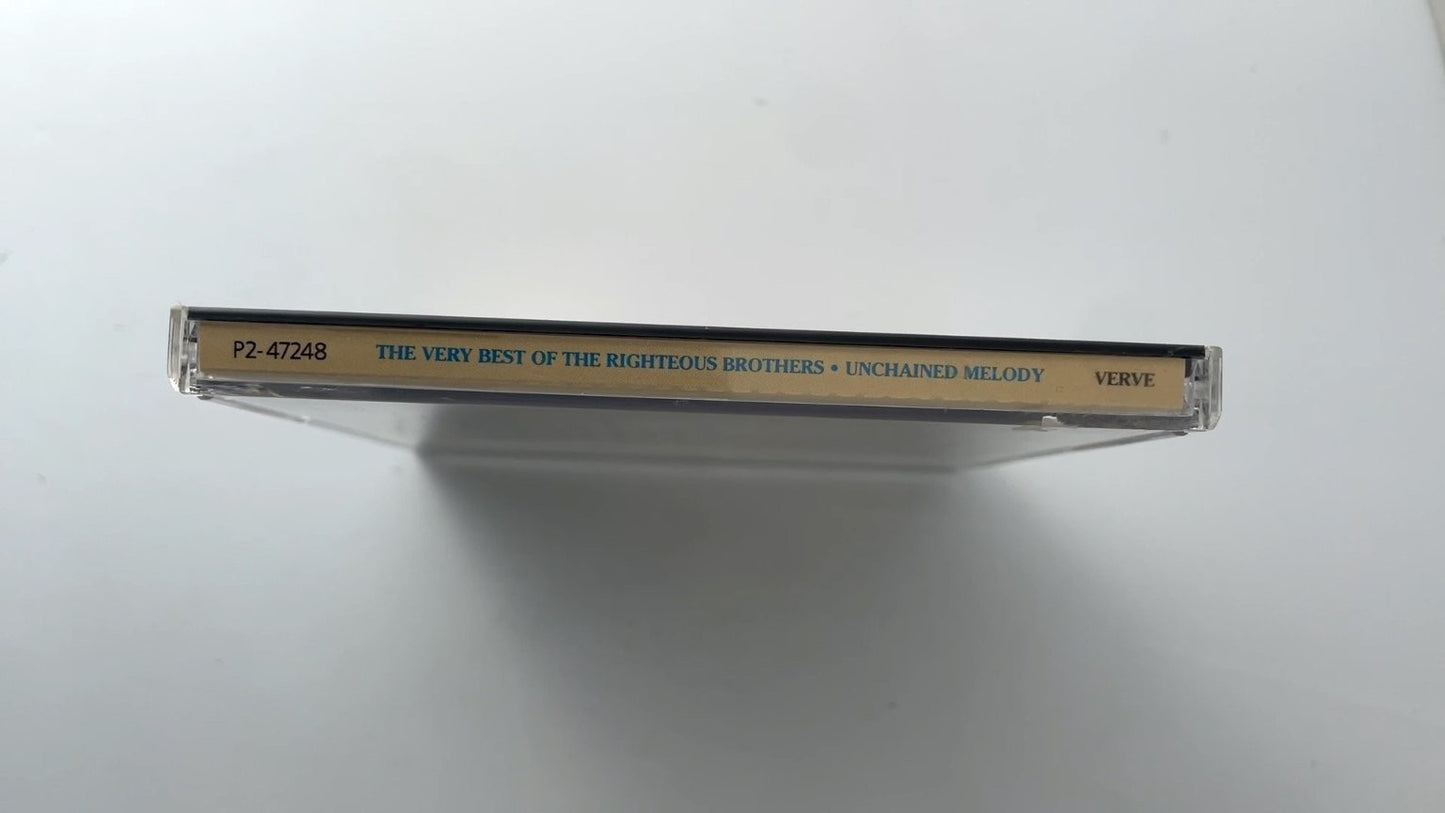 P2-47248 THE VERY BEST OF THE RIGHTEOUS BROTHERS • UNCHAINED MELODY VERVE